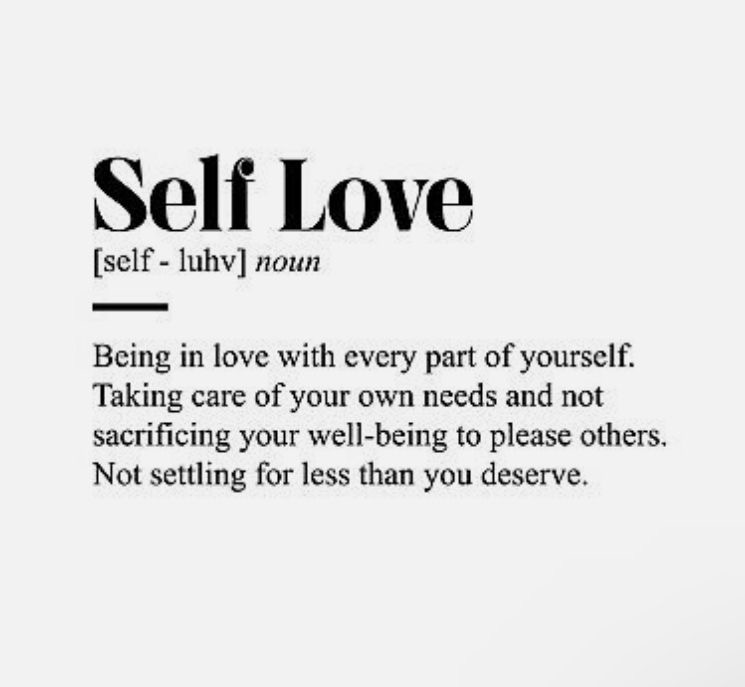 Self Love
[self - luhv] noun
Being in love with every part of yourself.
Taking care of your own needs and not
sacrificing your well-being to please others.
Not settling for less than you deserve.